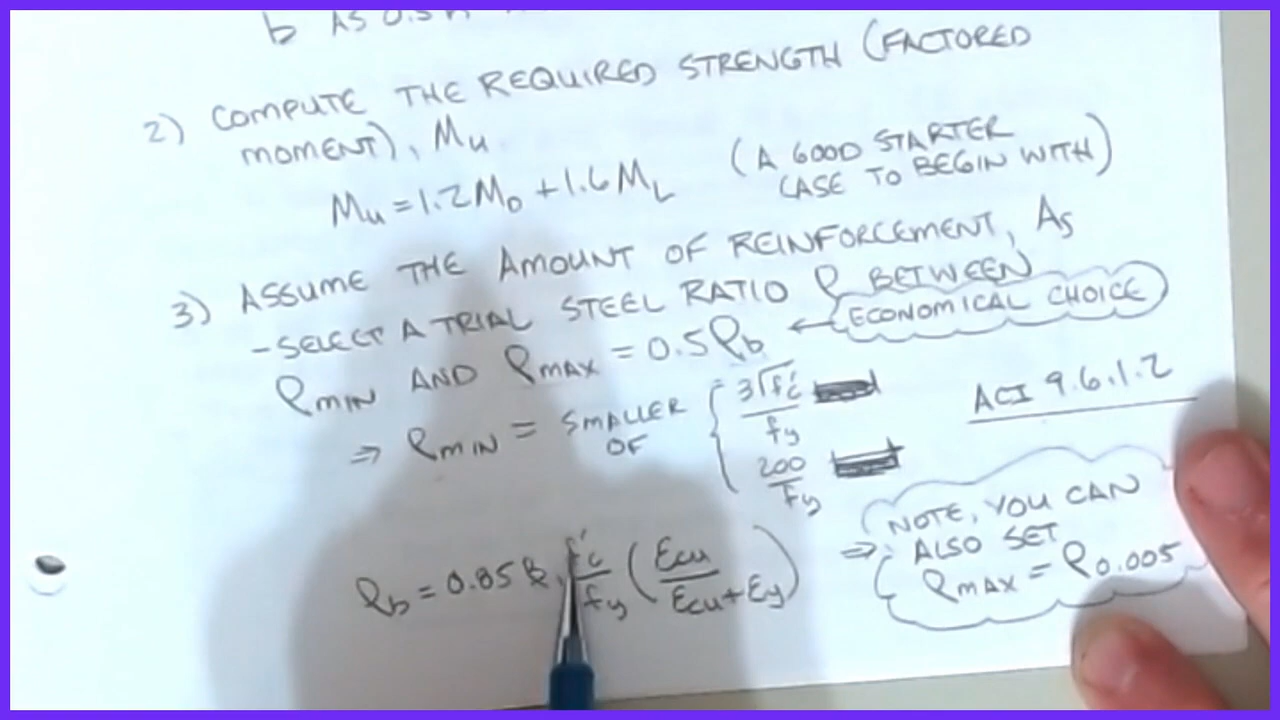 b AS 0.5h
2) COMPUTE THE REQUIRED STRENGTH (FACTORED
MOMENT), Mu
Mu = 1.2MD + 1.6ML
(A GOOD STARTER
CASE TO BEGIN WITH)
3) ASSUME THE AMOUNT OF REINFORCEMENT, As
- SELECT A TRIAL STEEL RATIO ρ BETWEEN
ρMIN AND ρMAX = 0.5ρb ← ECONOMICAL CHOICE
⇒ ρMIN = SMALLER OF { 3√f'c / fy
200 / fy
ACI 9.6.1.2
ρb = 0.85 β1 f'c / fy (εcu / εcu + εy)
⇒ NOTE, YOU CAN
ALSO SET
ρMAX = ρ0.005